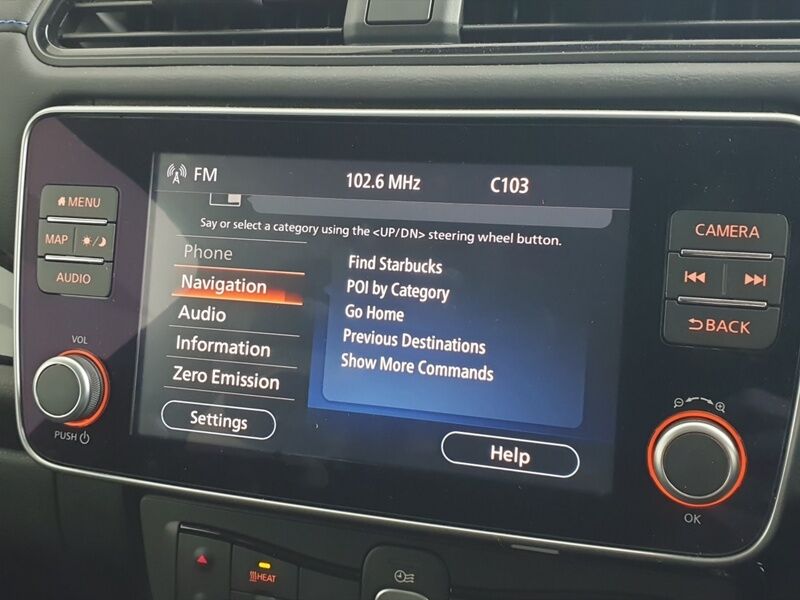 FM
102.6 MHz
C103
Say or select a category using the <UP/DN> steering wheel button.
Phone
Navigation
Audio
Information
Zero Emission
Settings
Find Starbucks
POI by Category
Go Home
Previous Destinations
Show More Commands
Help
MENU
MAP
AUDIO
VOL
PUSH
CAMERA
BACK
OK
HEAT